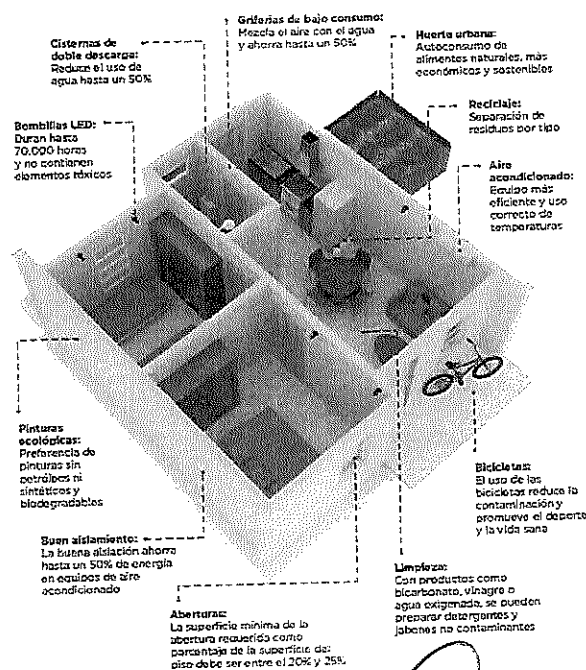 Griferías de bajo consumo:
Mezcla el aire con el agua
y ahorra hasta un 50%
Cisternas de
doble descarga:
Reduce el uso de
agua hasta un 50%
Huerta urbana:
Autoconsumo de
alimentos naturales, más
económicos y sostenibles
Bombillas LED:
Duran hasta
70.000 horas
y no contienen
elementos tóxicos
Reciclaje:
Separación de
residuos por tipo
Aire
acondicionado:
Equipo más
eficiente y uso
correcto de
temperaturas
Pinturas
ecológicas:
Preferencia de
pinturas sin
petróleos ni
sintéticos y
biodegradables
Bicicletas:
El uso de las
bicicletas reduce la
contaminación y
promueve el deporte
y la vida sana
Buen aislamiento:
La buena aislación ahorra
hasta un 50% de energía
en equipos de aire
acondicionado
Limpieza:
Con productos como
bicarbonato, vinagre o
agua oxigenada, se pueden
preparar detergentes y
jabones no contaminantes
Aberturas:
La superficie mínima de la
abertura requerida como
porcentaje de la superficie del
piso debe ser entre el 20% y 25%